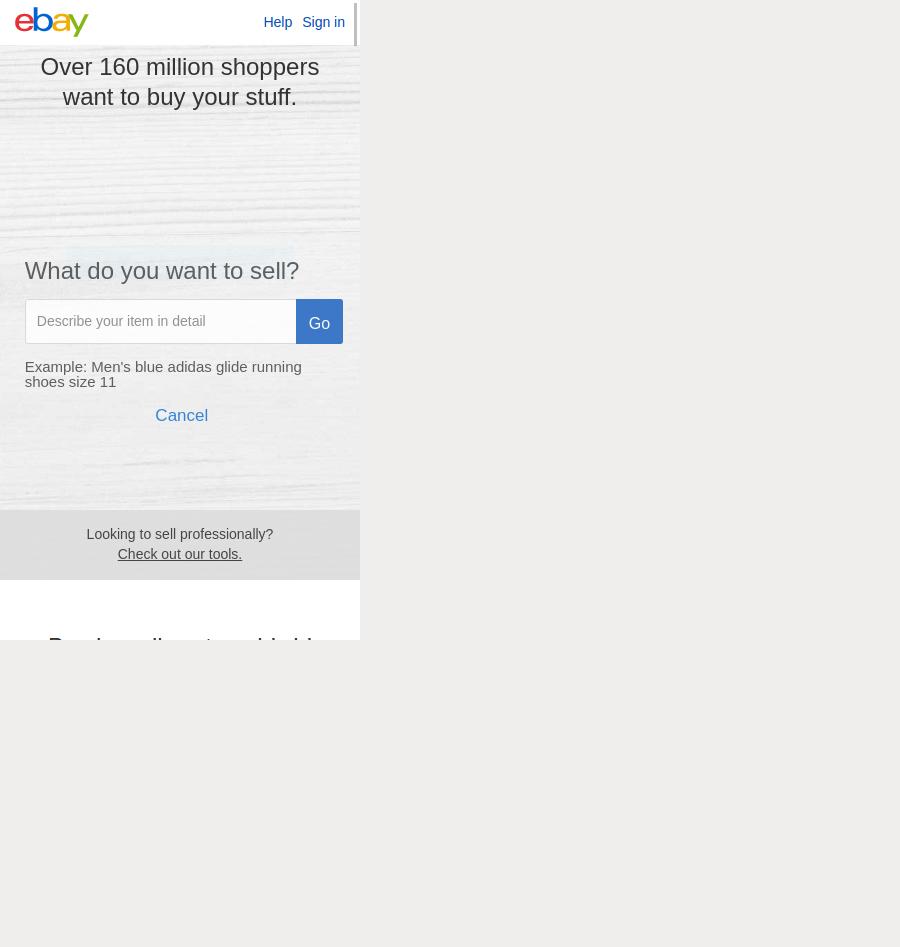 ebay
Help Sign in
Over 160 million shoppers
want to buy your stuff.
What do you want to sell?
Describe your item in detail
Go
Example: Men's blue adidas glide running
shoes size 11
Cancel
Looking to sell professionally?
Check out our tools.